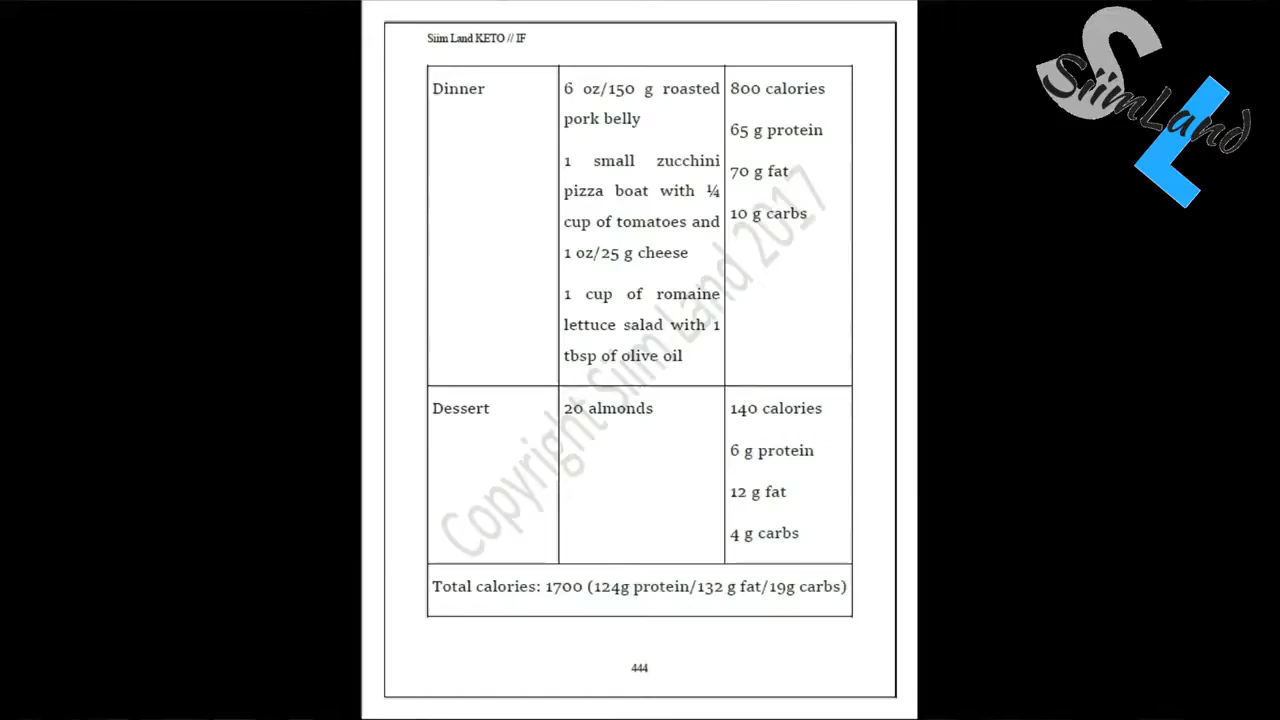 Siim Land KETO // IF
SiimLand
SL
Dinner
6 oz/150 g roasted
pork belly
1 small zucchini
pizza boat with ¼
cup of tomatoes and
1 oz/25 g cheese
1 cup of romaine
lettuce salad with 1
tbsp of olive oil
800 calories
65 g protein
70 g fat
10 g carbs
Dessert
20 almonds
140 calories
6 g protein
12 g fat
4 g carbs
Total calories: 1700 (124g protein/132 g fat/19g carbs)
Copyright Siim Land 2017
444